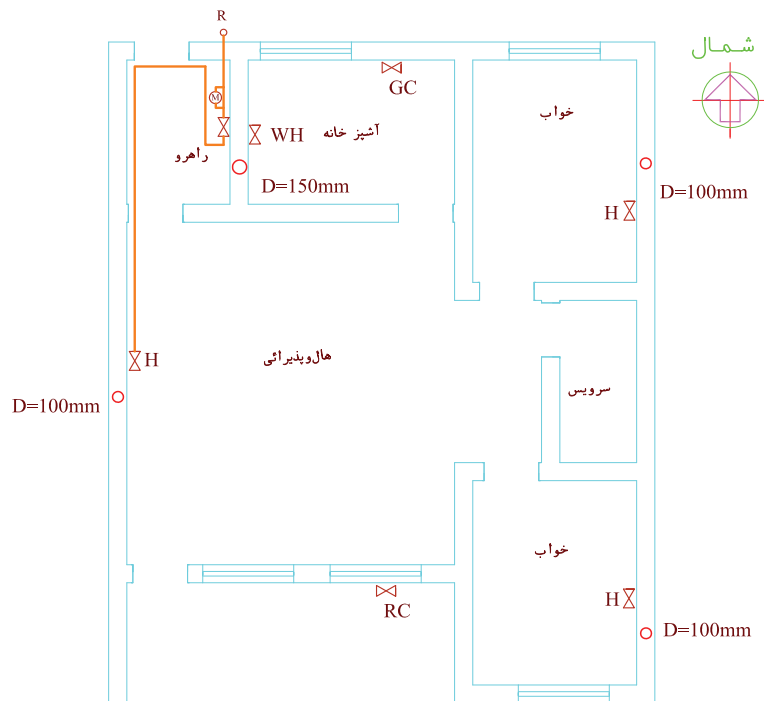 R
شمال
GC
M
خواب
WH
آشپز خانه
راهرو
D=150mm
D=100mm
H
هال‌وپذیرائی
H
سرویس
D=100mm
خواب
H
RC
D=100mm